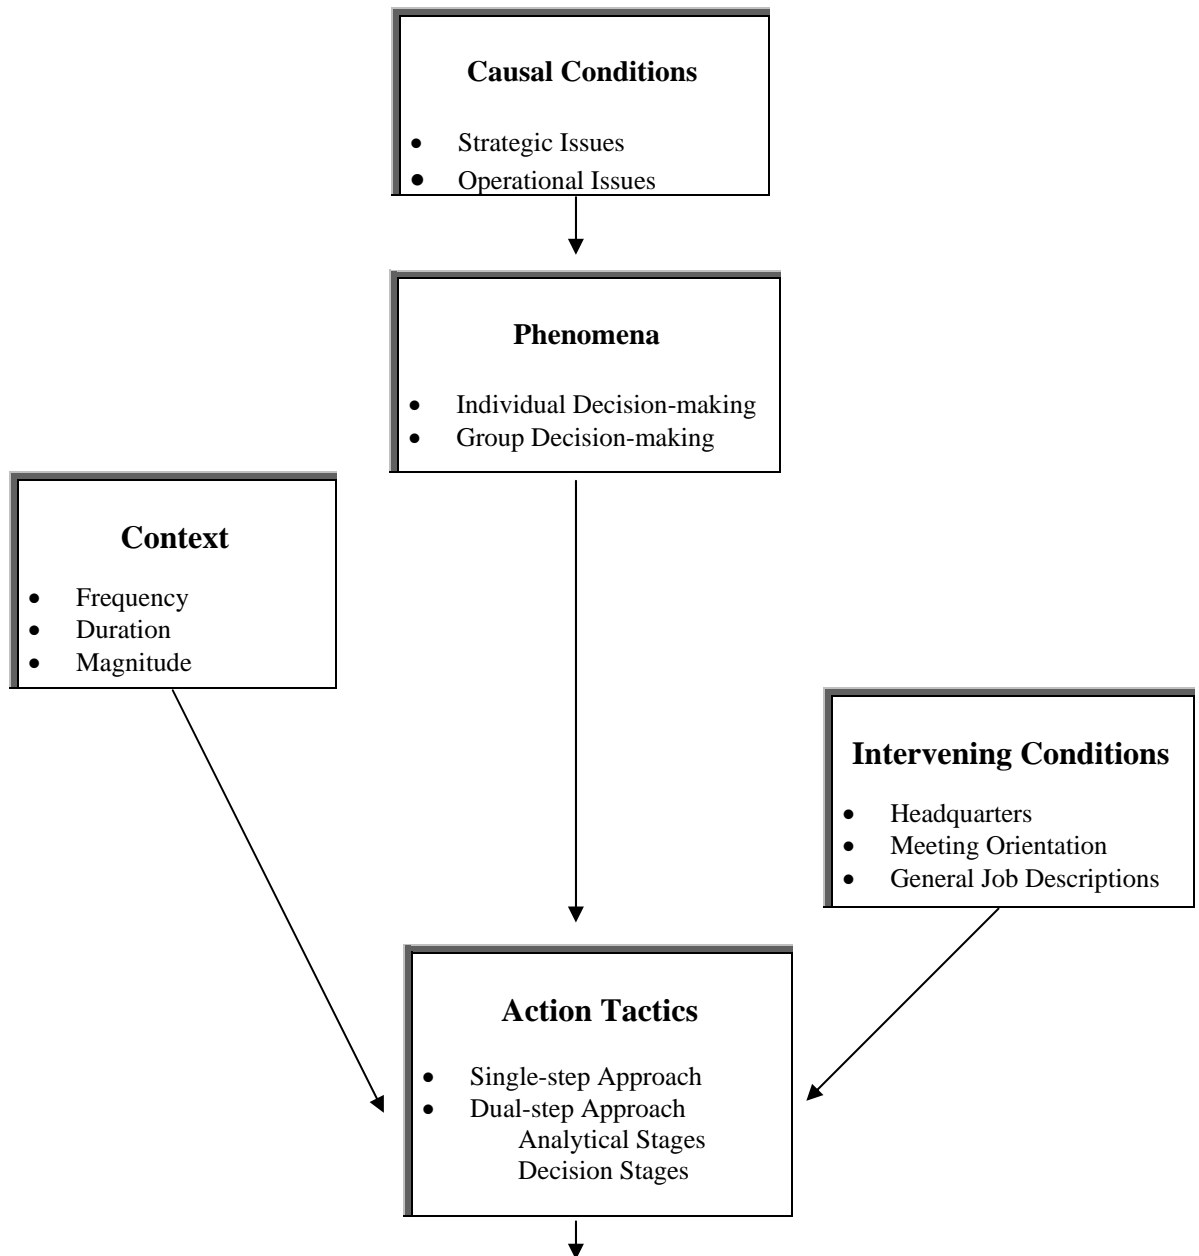 Causal Conditions
• Strategic Issues
• Operational Issues
Phenomena
• Individual Decision-making
• Group Decision-making
Context
• Frequency
• Duration
• Magnitude
Intervening Conditions
• Headquarters
• Meeting Orientation
• General Job Descriptions
Action Tactics
• Single-step Approach
• Dual-step Approach
Analytical Stages
Decision Stages